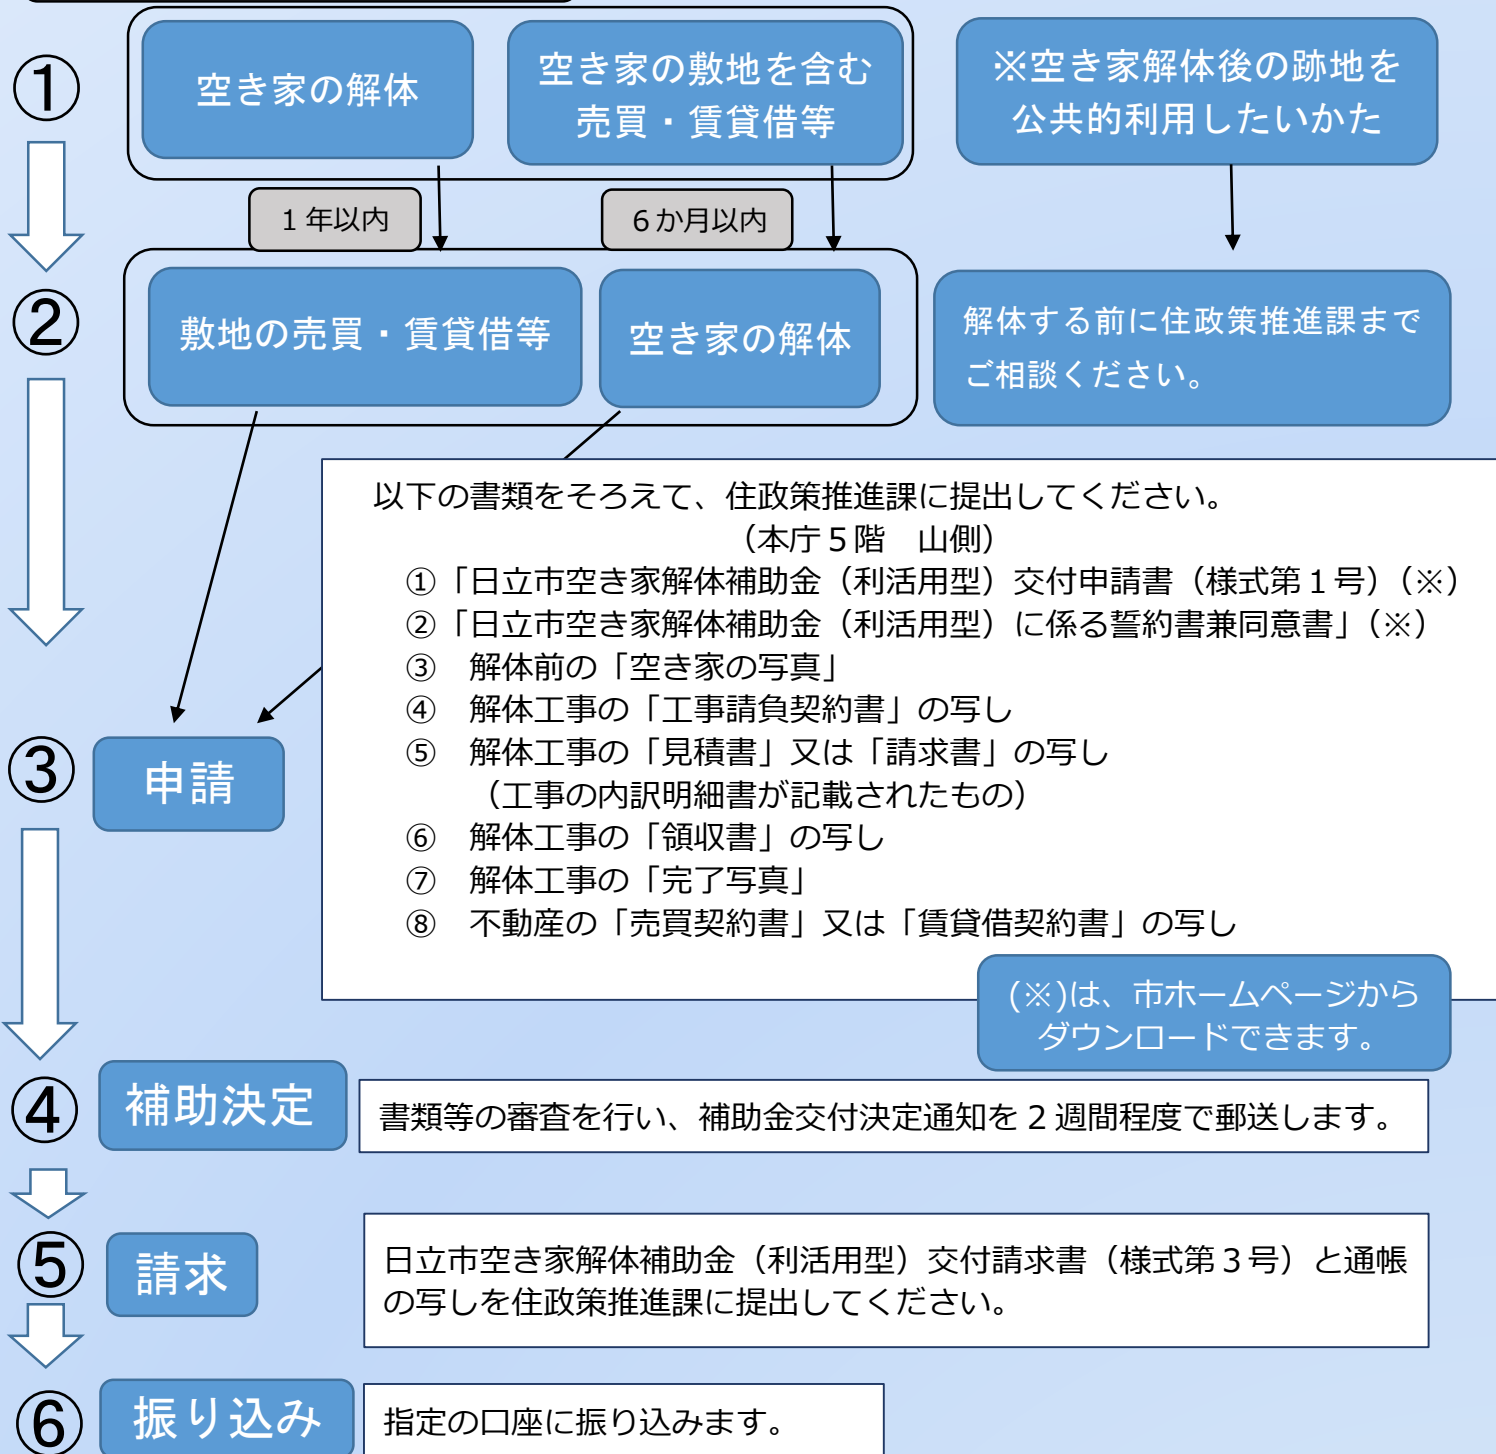 ①
空き家の解体
空き家の敷地を含む
売買・賃貸借等
※空き家解体後の跡地を
公共的利用したいかた
1年以内
6か月以内
②
敷地の売買・賃貸借等
空き家の解体
解体する前に住政策推進課まで
ご相談ください。
以下の書類をそろえて、住政策推進課に提出してください。
（本庁５階　山側）
①「日立市空き家解体補助金（利活用型）交付申請書（様式第１号）（※）
②「日立市空き家解体補助金（利活用型）に係る誓約書兼同意書」（※）
③　解体前の「空き家の写真」
④　解体工事の「工事請負契約書」の写し
⑤　解体工事の「見積書」又は「請求書」の写し
（工事の内訳明細書が記載されたもの）
⑥　解体工事の「領収書」の写し
⑦　解体工事の「完了写真」
⑧　不動産の「売買契約書」又は「賃貸借契約書」の写し
(※)は、市ホームページから
ダウンロードできます。
③
申請
④
補助決定
書類等の審査を行い、補助金交付決定通知を2週間程度で郵送します。
⑤
請求
日立市空き家解体補助金（利活用型）交付請求書（様式第３号）と通帳
の写しを住政策推進課に提出してください。
⑥
振り込み
指定の口座に振り込みます。